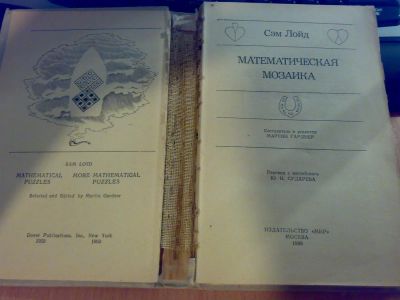 SAM LOYD
MATHEMATICAL MORE MATHEMATICAL
PUZZLES PUZZLES
Selected and Edited by Martin Gardner
Dover Publications, Inc., New York
1959 1960
Сэм Лойд
МАТЕМАТИЧЕСКАЯ
МОЗАИКА
Составитель и редактор
МАРТИН ГАРДНЕР
Перевод с английского
Ю. Н. СУДАРЕВА
ИЗДАТЕЛЬСТВО «МИР»
МОСКВА